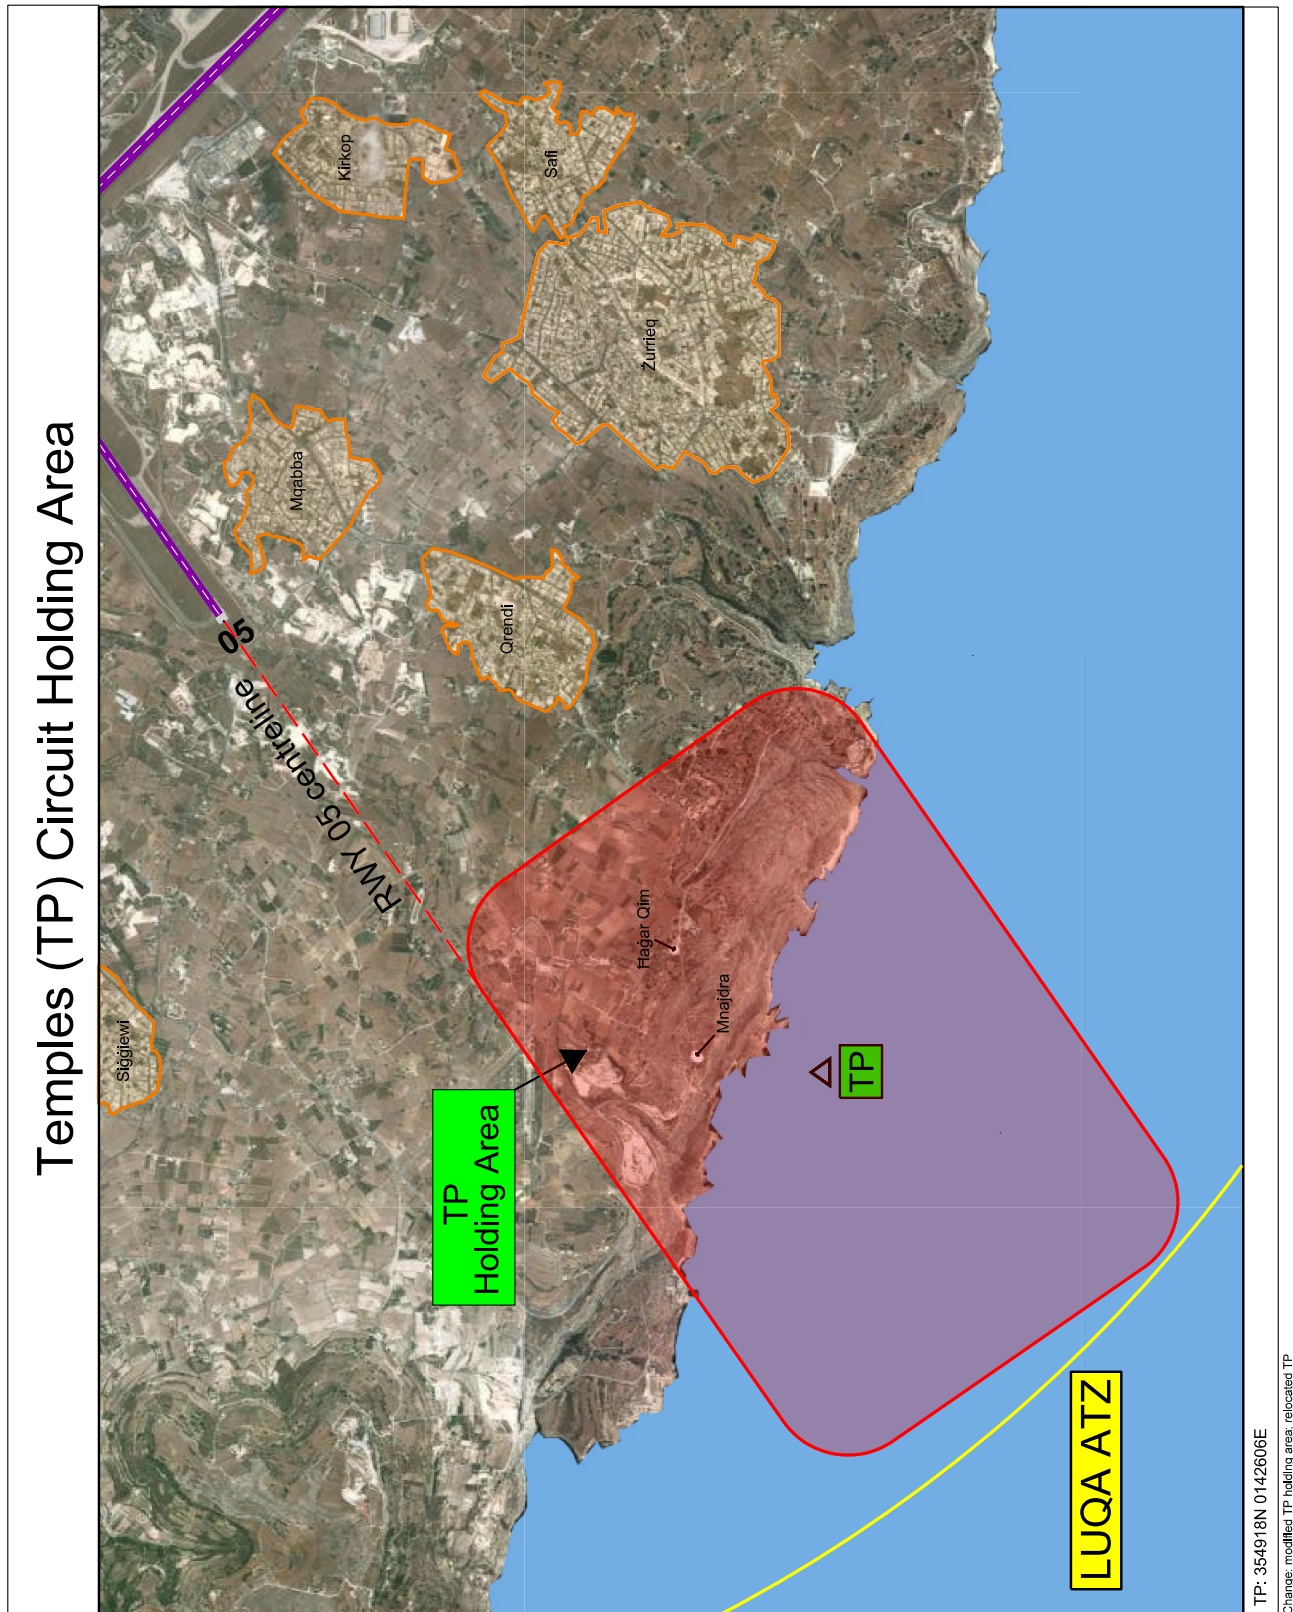 Temples (TP) Circuit Holding Area
Siġġiewi
Mqabba
Kirkop
Safi
Żurrieq
Qrendi
05
RWY 05 centreline
TP
Holding Area
Ħaġar Qim
Mnajdra
TP
LUQA ATZ
TP: 354918N 0142606E
Change: modified TP holding area; relocated TP